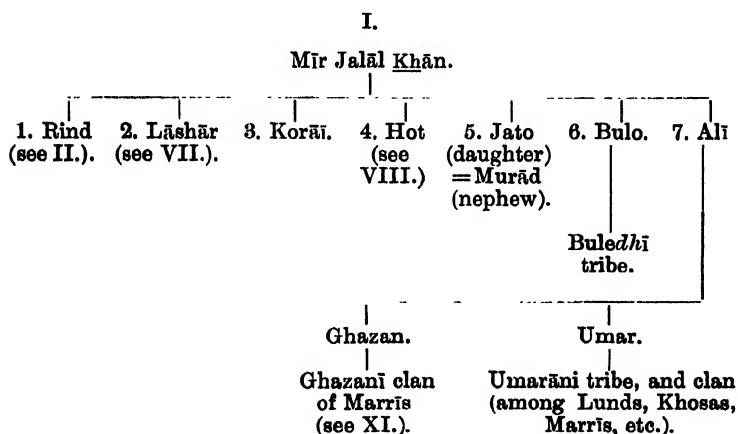 I.
Mīr Jalāl Khān.
1. Rind 2. Lāshār 3. Korāī. 4. Hot 5. Jato 6. Bulo. 7. Alī
(see II.). (see VII.). (see (daughter)
VIII.) =Murād
(nephew).
Buledhī
tribe.
Ghazan. Umar.
Ghazanī clan Umarāni tribe, and clan
of Marrīs (among Lunds, Khosas,
(see XI.). Marrīs, etc.).